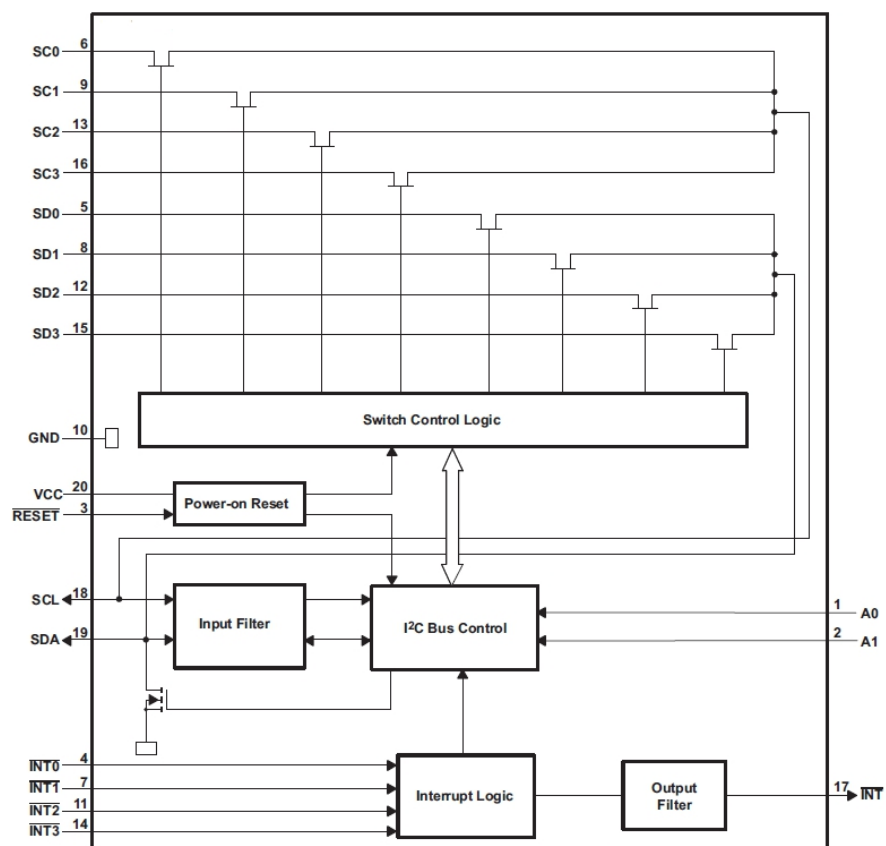 SC0 6
SC1 9
SC2 13
SC3 16
SD0 5
SD1 8
SD2 12
SD3 15
Switch Control Logic
GND 10
VCC 20
RESET 3
Power-on Reset
SCL 18
SDA 19
Input Filter
I²C Bus Control
1 A0
2 A1
INT0 4
INT1 7
INT2 11
INT3 14
Interrupt Logic
Output
Filter
17 INT